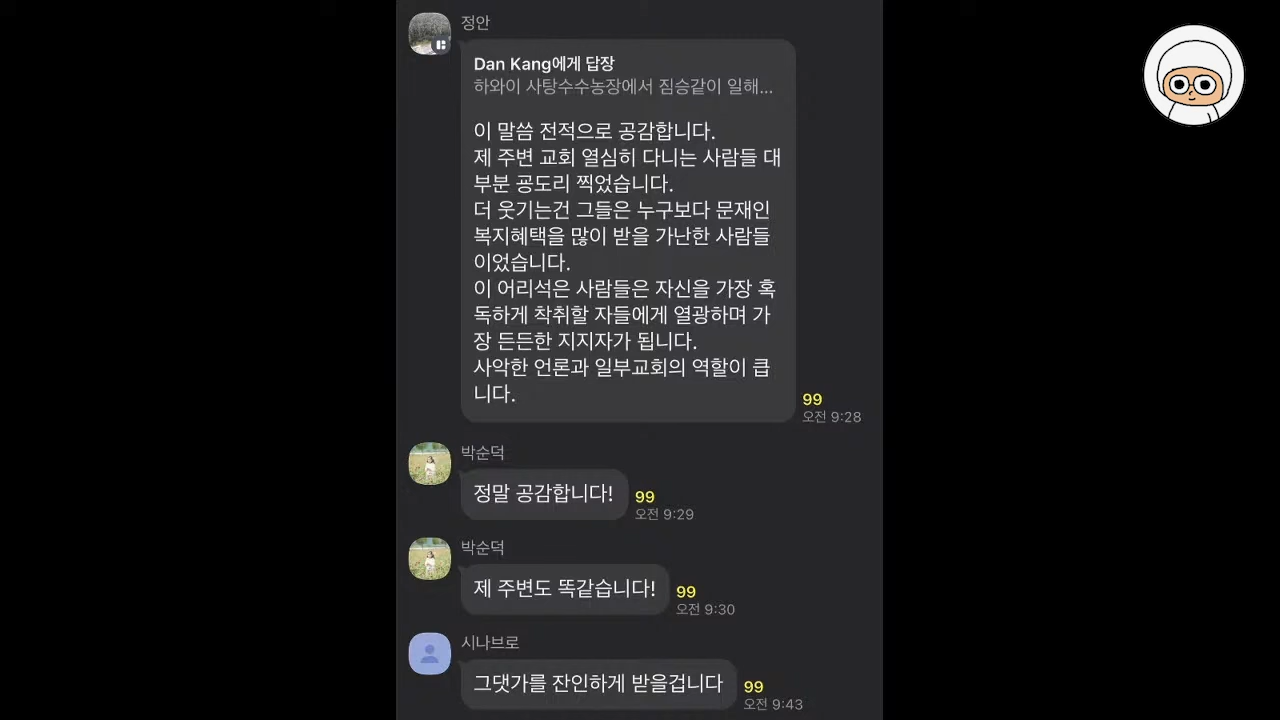 정안
Dan Kang에게 답장
하와이 사탕수수농장에서 짐승같이 일해...
이 말씀 전적으로 공감합니다.
제 주변 교회 열심히 다니는 사람들 대
부분 굥도리 찍었습니다.
더 웃기는건 그들은 누구보다 문재인
복지혜택을 많이 받을 가난한 사람들
이었습니다.
이 어리석은 사람들은 자신을 가장 혹
독하게 착취할 자들에게 열광하며 가
장 든든한 지지자가 됩니다.
사악한 언론과 일부교회의 역할이 큽
니다.
99
오전 9:28
박순덕
정말 공감합니다!
99
오전 9:29
박순덕
제 주변도 똑같습니다!
99
오전 9:30
시나브로
그댓가를 잔인하게 받을겁니다
99
오전 9:43